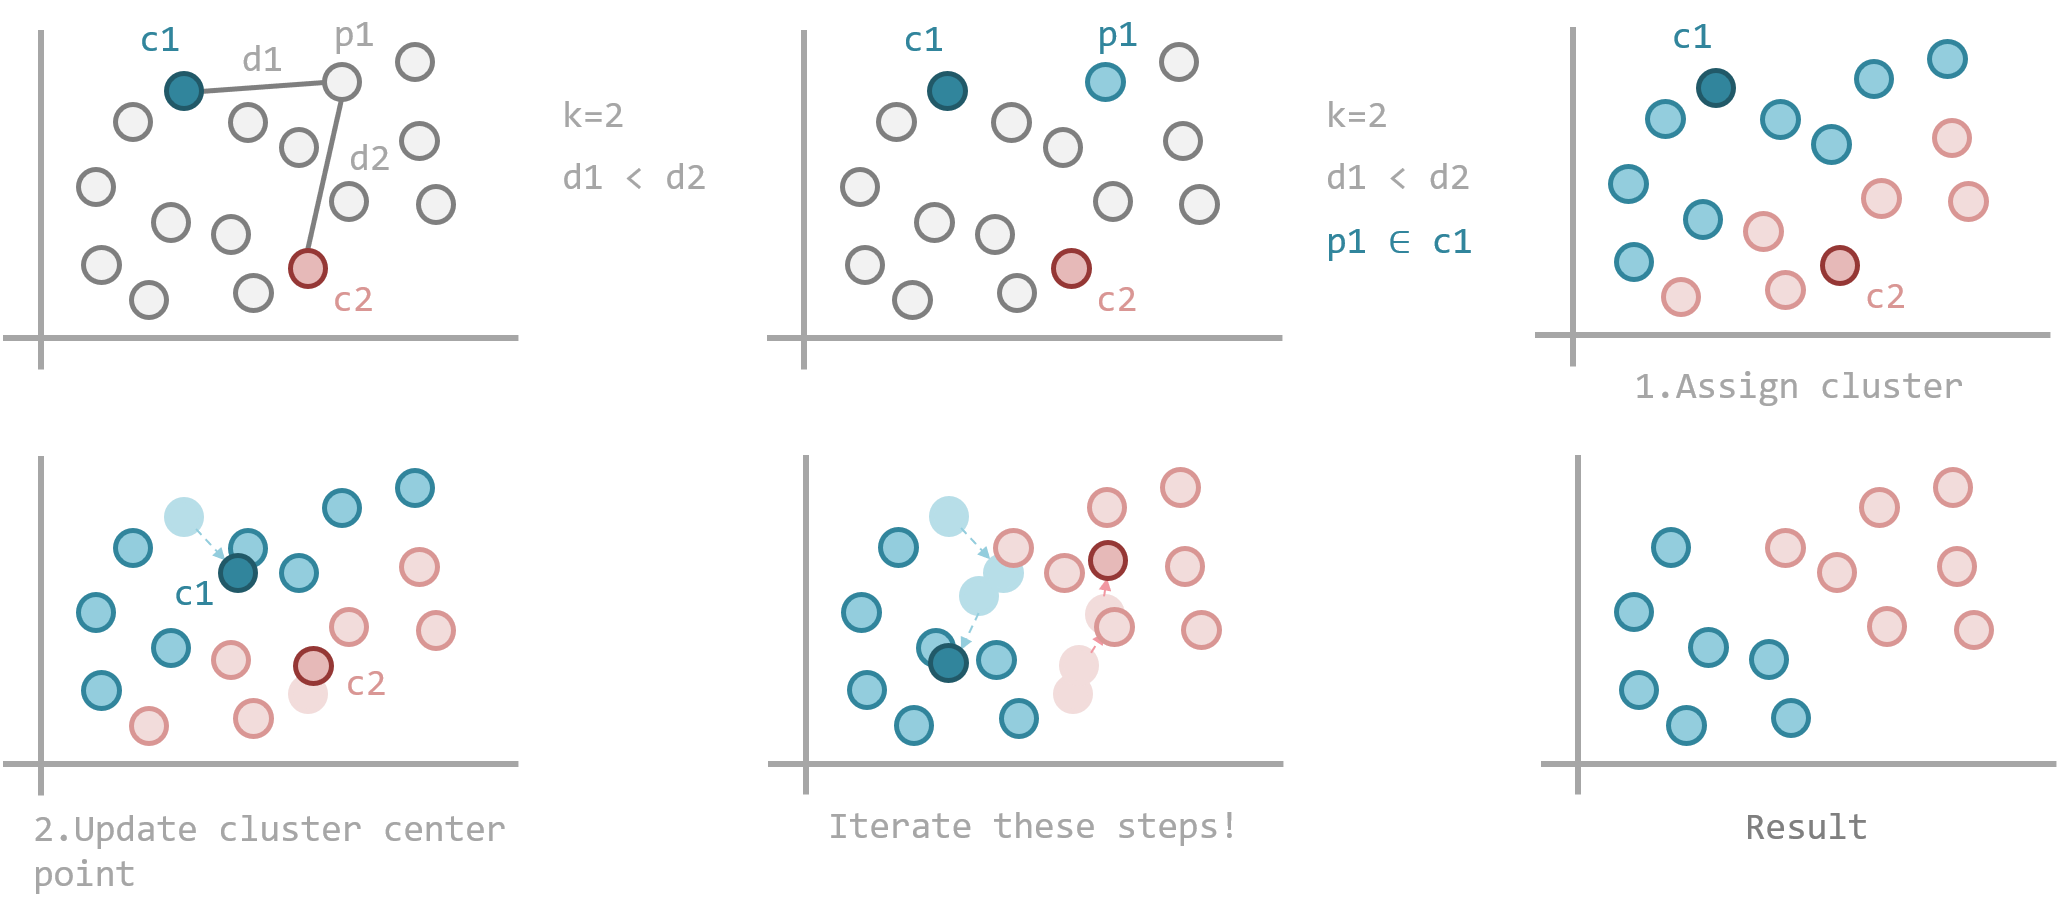 c1
d1
p1
d2
c2
k=2
d1 < d2
c1
p1
c2
k=2
d1 < d2
p1 ∈ c1
c1
c2
1.Assign cluster
c1
c2
2.Update cluster center
point
Iterate these steps!
Result